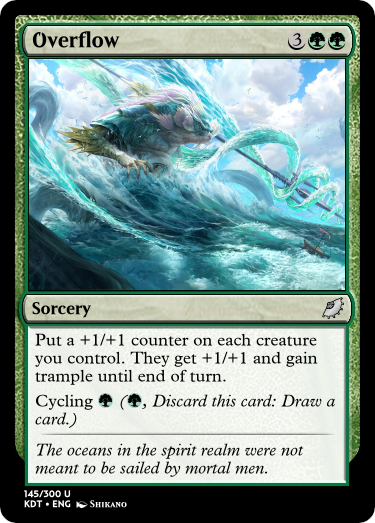 Overflow 3
Sorcery
Put a +1/+1 counter on each creature
you control. They get +1/+1 and gain
trample until end of turn.
Cycling (, Discard this card: Draw a
card.)
The oceans in the spirit realm were not
meant to be sailed by mortal men.
145/300 U
KDT • ENG Shikano